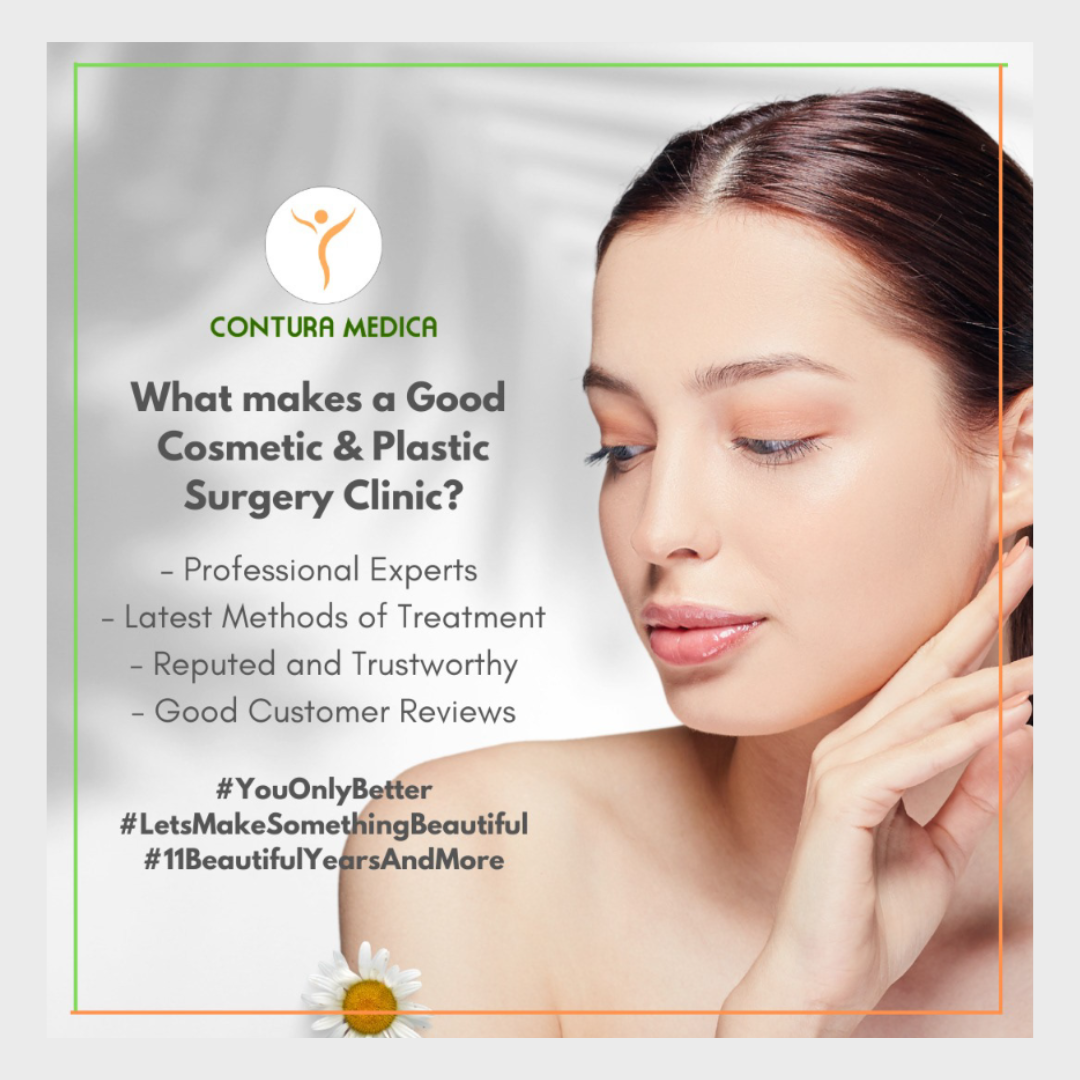 CONTURA MEDICA
What makes a Good
Cosmetic & Plastic
Surgery Clinic?
- Professional Experts
- Latest Methods of Treatment
- Reputed and Trustworthy
- Good Customer Reviews
#YouOnlyBetter
#LetsMakeSomethingBeautiful
#11BeautifulYearsAndMore